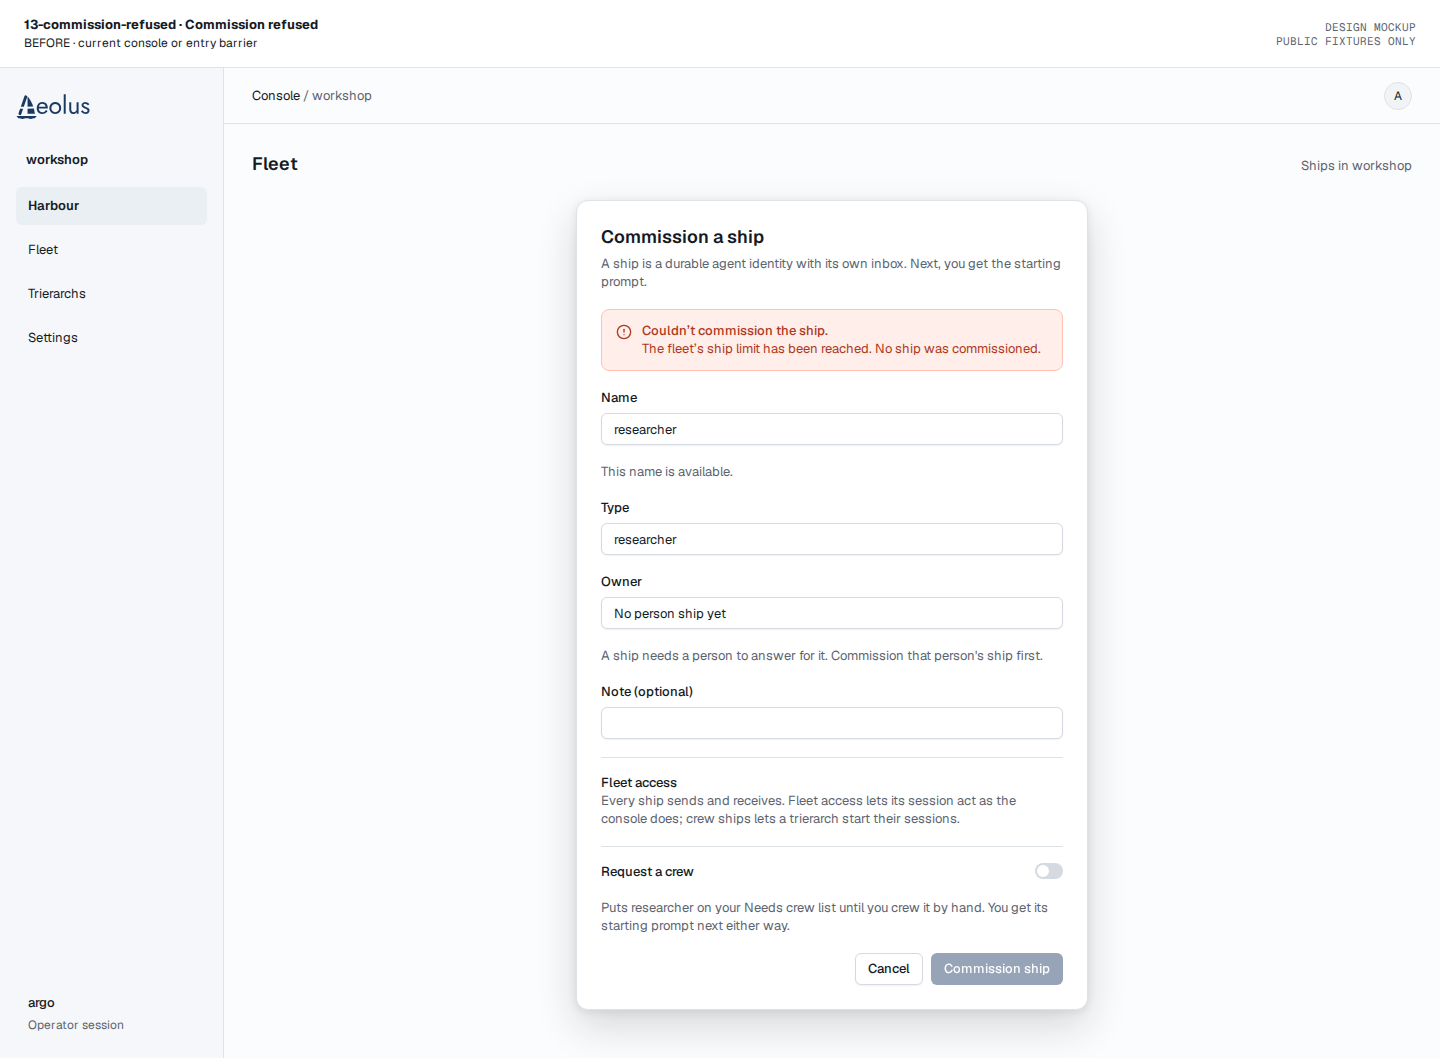 13-commission-refused · Commission refused
BEFORE · current console or entry barrier
DESIGN MOCKUP
PUBLIC FIXTURES ONLY
Aeolus
workshop
Harbour
Fleet
Trierarchs
Settings
argo
Operator session
Console / workshop
A
Fleet
Ships in workshop
Commission a ship
A ship is a durable agent identity with its own inbox. Next, you get the starting
prompt.
Couldn’t commission the ship.
The fleet’s ship limit has been reached. No ship was commissioned.
Name
researcher
This name is available.
Type
researcher
Owner
No person ship yet
A ship needs a person to answer for it. Commission that person’s ship first.
Note (optional)
Fleet access
Every ship sends and receives. Fleet access lets its session act as the
console does; crew ships lets a trierarch start their sessions.
Request a crew
Puts researcher on your Needs crew list until you crew it by hand. You get its
starting prompt next either way.
Cancel
Commission ship